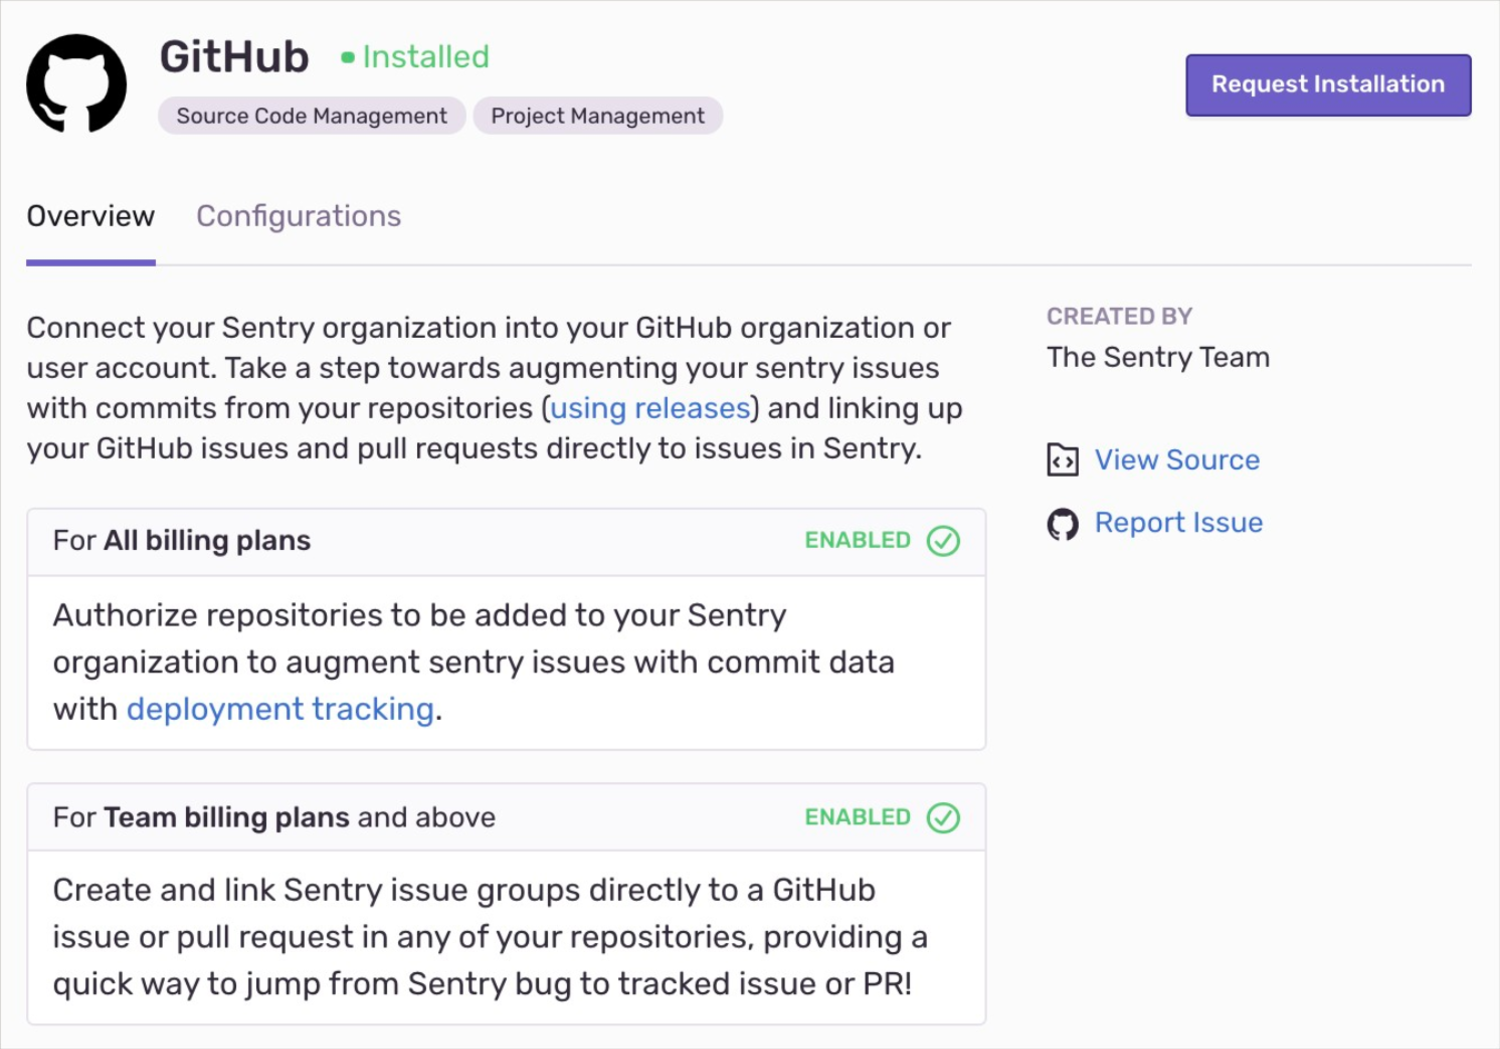 GitHub
Installed
Request Installation
Source Code Management
Project Management
Overview
Configurations
Connect your Sentry organization into your GitHub organization or
user account. Take a step towards augmenting your sentry issues
with commits from your repositories (using releases) and linking up
your GitHub issues and pull requests directly to issues in Sentry.
CREATED BY
The Sentry Team
View Source
Report Issue
For All billing plans
ENABLED
Authorize repositories to be added to your Sentry
organization to augment sentry issues with commit data
with deployment tracking.
For Team billing plans and above
ENABLED
Create and link Sentry issue groups directly to a GitHub
issue or pull request in any of your repositories, providing a
quick way to jump from Sentry bug to tracked issue or PR!